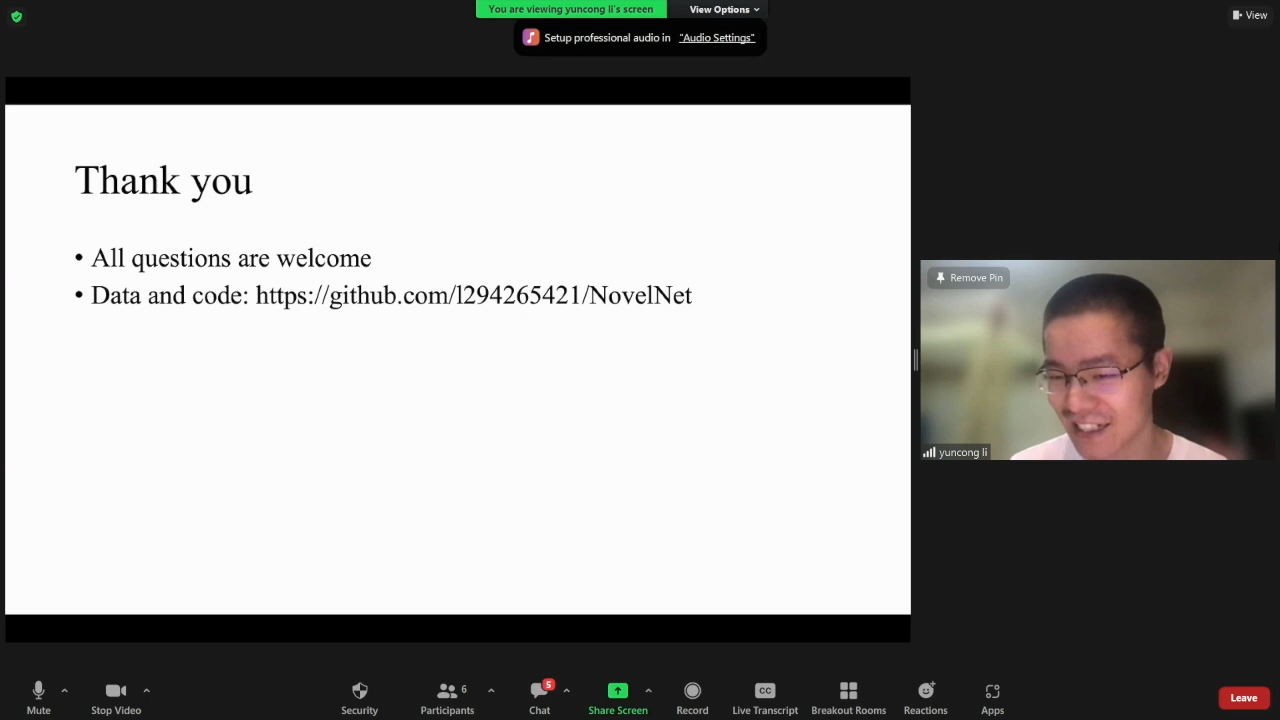 You are viewing yuncong li's screen
View Options
View
Setup professional audio in "Audio Settings"
Thank you
• All questions are welcome
• Data and code: https://github.com/l294265421/NovelNet
Remove Pin
yuncong li
6
5
CC
Mute
Stop Video
Security
Participants
Chat
Share Screen
Record
Live Transcript
Breakout Rooms
Reactions
Apps
Leave